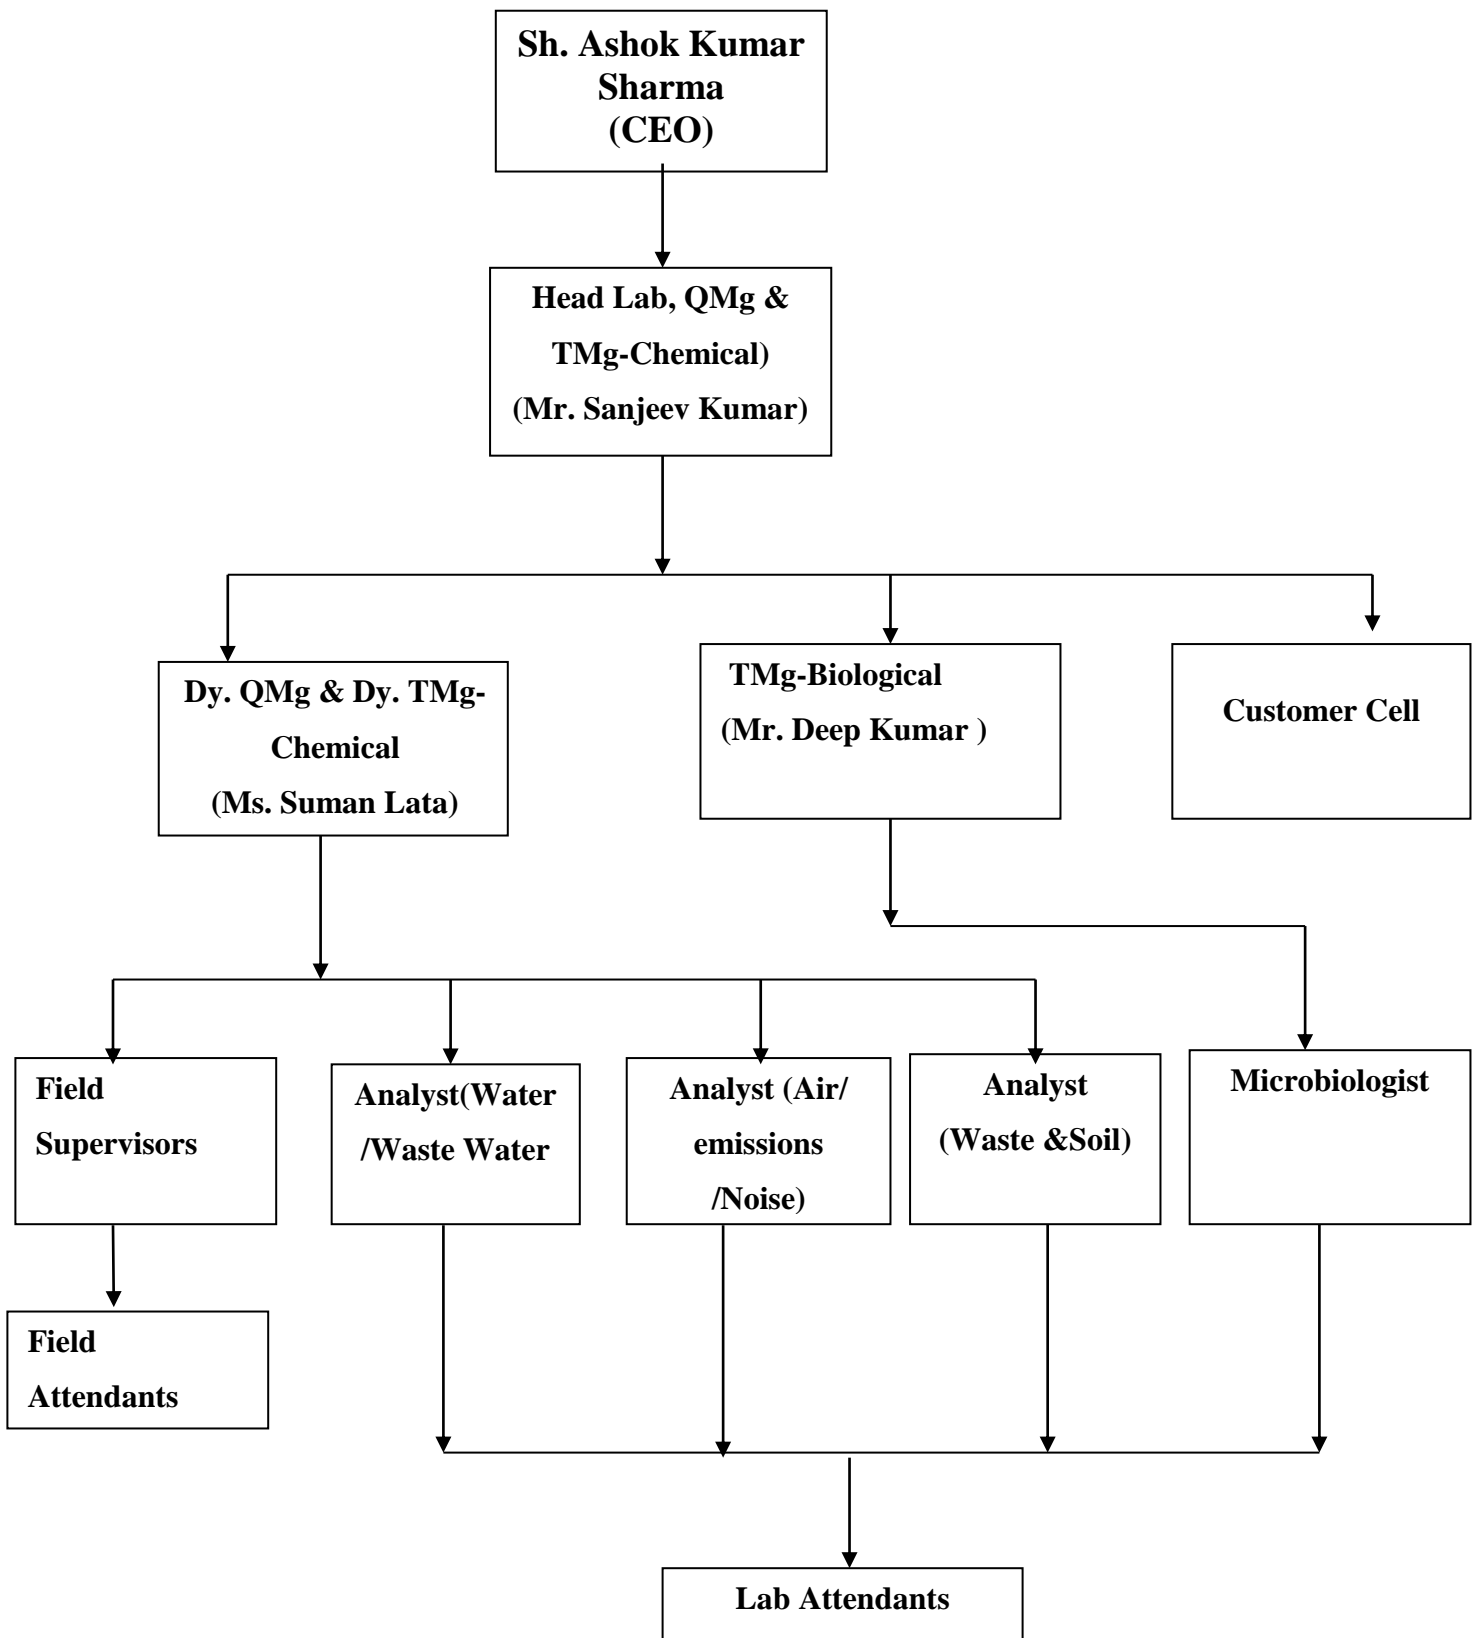 Sh. Ashok Kumar
Sharma
(CEO)
Head Lab, QMg &
TMg-Chemical)
(Mr. Sanjeev Kumar)
Dy. QMg & Dy. TMg-
Chemical
(Ms. Suman Lata)
TMg-Biological
(Mr. Deep Kumar )
Customer Cell
Field
Supervisors
Analyst(Water
/Waste Water
Analyst (Air/
emissions
/Noise)
Analyst
(Waste &Soil)
Microbiologist
Field
Attendants
Lab Attendants